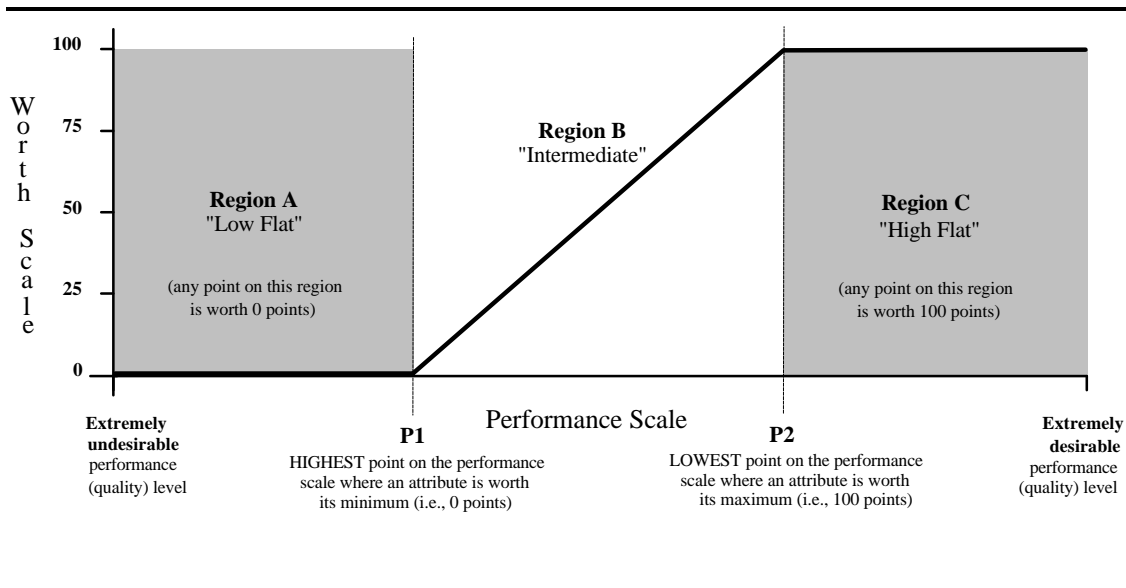 100
75
50
25
0
Worth Scale
Region A
"Low Flat"
(any point on this region
is worth 0 points)
Region B
"Intermediate"
Region C
"High Flat"
(any point on this region
is worth 100 points)
Extremely
undesirable
performance
(quality) level
P1
HIGHEST point on the performance
scale where an attribute is worth
its minimum (i.e., 0 points)
Performance Scale
P2
LOWEST point on the performance
scale where an attribute is worth
its maximum (i.e., 100 points)
Extremely
desirable
performance
(quality) level